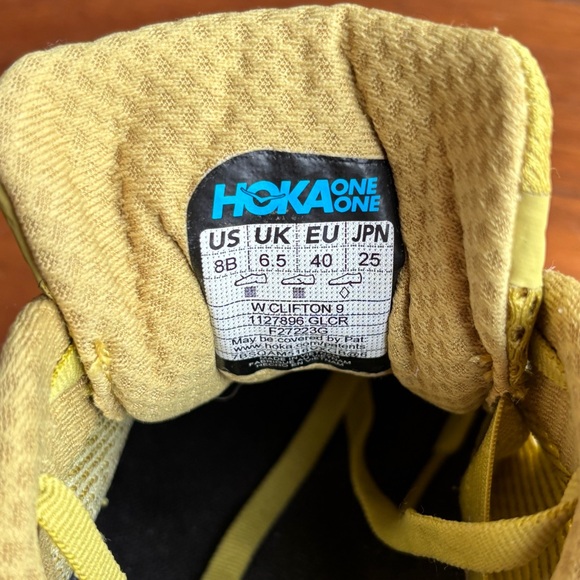 HOKA ONE ONE
US UK EU JPN
8B 6.5 40 25
W CLIFTON 9
1127896 GLCR
F27223G
May be covered by Pat.
www.hoka.com/patents